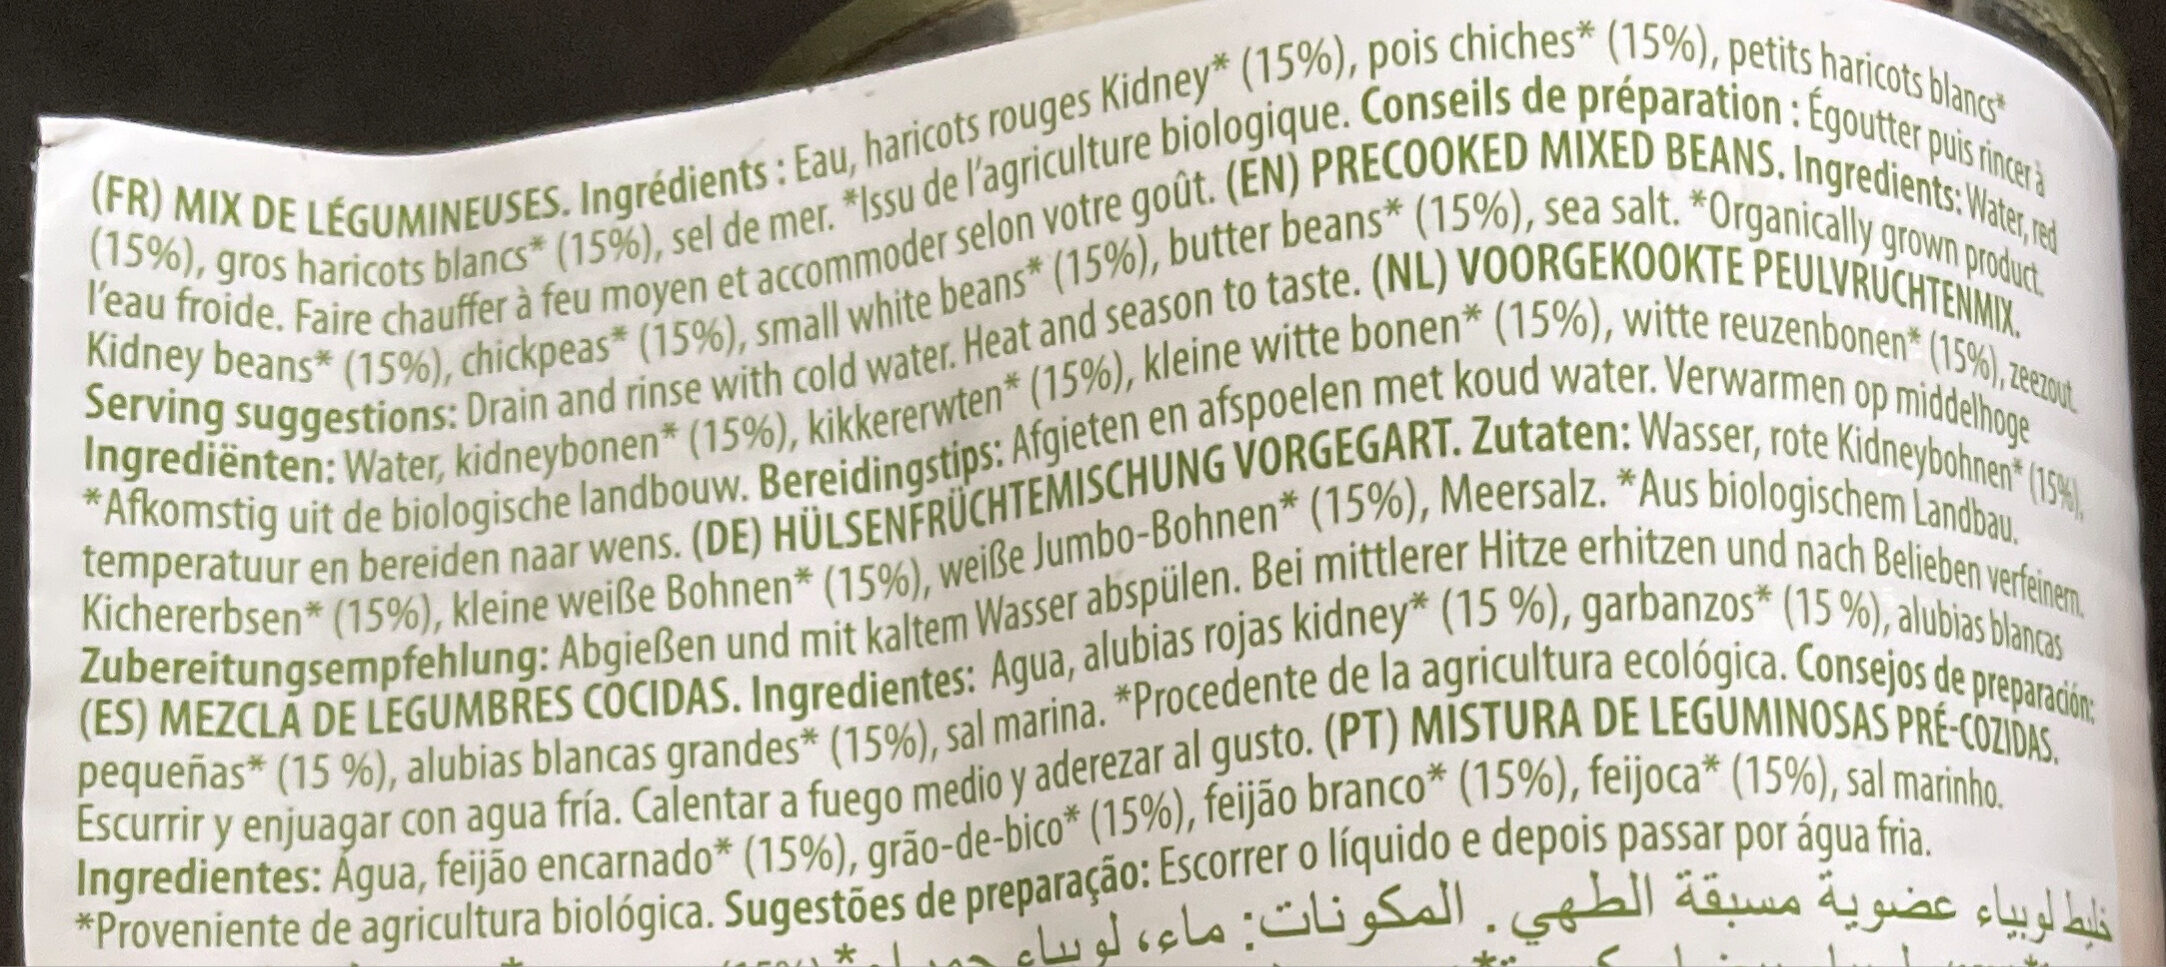 (FR) MIX DE LÉGUMINEUSES. Ingrédients : Eau, haricots rouges Kidney* (15%), pois chiches* (15%), petits haricots blancs*
(15%), gros haricots blancs* (15%), sel de mer. *Issu de l'agriculture biologique. Conseils de préparation : Égoutter puis rincer à
l'eau froide. Faire chauffer à feu moyen et accommoder selon votre goût. (EN) PRECOOKED MIXED BEANS. Ingredients: Water, red
Kidney beans* (15%), chickpeas* (15%), small white beans* (15%), butter beans* (15%), sea salt. *Organically grown product.
Serving suggestions: Drain and rinse with cold water. Heat and season to taste. (NL) VOORGEKOOKTE PEULVRUCHTENMIX.
Ingrediënten: Water, kidneybonen* (15%), kikkererwten* (15%), kleine witte bonen* (15%), witte reuzenbonen* (15%), zeezout.
*Afkomstig uit de biologische landbouw. Bereidingstips: Afgieten en afspoelen met koud water. Verwarmen op middelhoge
temperatuur en bereiden naar wens. (DE) HÜLSENFRÜCHTEMISCHUNG VORGEGART. Zutaten: Wasser, rote Kidneybohnen* (15%),
Kichererbsen* (15%), kleine weiße Bohnen* (15%), weiße Jumbo-Bohnen* (15%), Meersalz. *Aus biologischem Landbau.
Zubereitungsempfehlung: Abgießen und mit kaltem Wasser abspülen. Bei mittlerer Hitze erhitzen und nach Belieben verfeinern.
(ES) MEZCLA DE LEGUMBRES COCIDAS. Ingredientes: Agua, alubias rojas kidney* (15 %), garbanzos* (15 %), alubias blancas
pequeñas* (15 %), alubias blancas grandes* (15%), sal marina. *Procedente de la agricultura ecológica. Consejos de preparación:
Escurrir y enjuagar con agua fría. Calentar a fuego medio y aderezar al gusto. (PT) MISTURA DE LEGUMINOSAS PRÉ-COZIDAS.
Ingredientes: Água, feijão encarnado* (15%), grão-de-bico* (15%), feijão branco* (15%), feijoca* (15%), sal marinho.
*Proveniente de agricultura biológica. Sugestões de preparação: Escorrer o líquido e depois passar por água fria.
خليط لوبياء عضوية مسبقة الطهي. المكونات: ماء، لوبياء